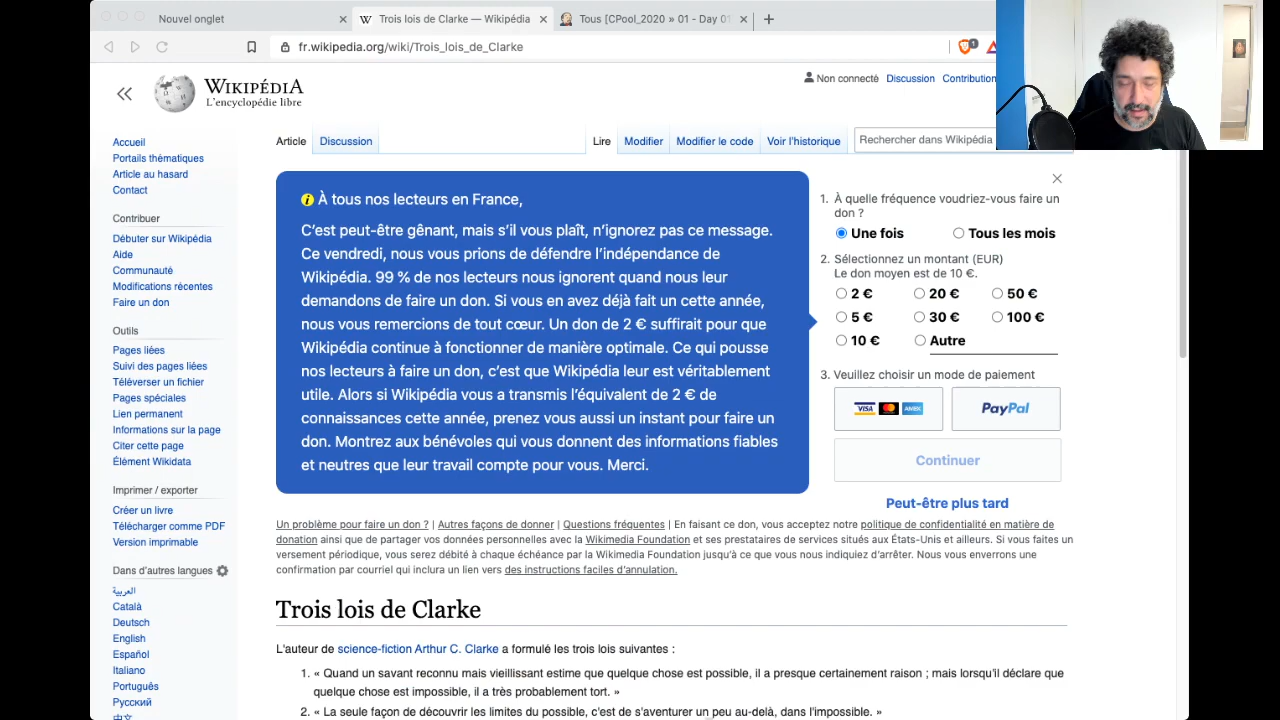 Nouvel onglet
Trois lois de Clarke — Wikipédia
Tous [CPool_2020 » 01 - Day 01
fr.wikipedia.org/wiki/Trois_lois_de_Clarke
1
WIKIPÉDIA
L'encyclopédie libre
Non connecté Discussion Contribution
Article Discussion Lire Modifier Modifier le code Voir l'historique Rechercher dans Wikipédia
Accueil
Portails thématiques
Article au hasard
Contact
Contribuer
Débuter sur Wikipédia
Aide
Communauté
Modifications récentes
Faire un don
Outils
Pages liées
Suivi des pages liées
Téléverser un fichier
Pages spéciales
Lien permanent
Informations sur la page
Citer cette page
Élément Wikidata
Imprimer / exporter
Créer un livre
Télécharger comme PDF
Version imprimable
Dans d'autres langues
العربية
Català
Deutsch
English
Español
Italiano
Português
Русский
中文
À tous nos lecteurs en France,
C'est peut-être gênant, mais s'il vous plaît, n'ignorez pas ce message.
Ce vendredi, nous vous prions de défendre l'indépendance de
Wikipédia. 99 % de nos lecteurs nous ignorent quand nous leur
demandons de faire un don. Si vous en avez déjà fait un cette année,
nous vous remercions de tout cœur. Un don de 2 € suffirait pour que
Wikipédia continue à fonctionner de manière optimale. Ce qui pousse
nos lecteurs à faire un don, c'est que Wikipédia leur est véritablement
utile. Alors si Wikipédia vous a transmis l'équivalent de 2 € de
connaissances cette année, prenez vous aussi un instant pour faire un
don. Montrez aux bénévoles qui vous donnent des informations fiables
et neutres que leur travail compte pour vous. Merci.
1. À quelle fréquence voudriez-vous faire un
don ?
Une fois Tous les mois
2. Sélectionnez un montant (EUR)
Le don moyen est de 10 €.
2 € 20 € 50 €
5 € 30 € 100 €
10 € Autre
3. Veuillez choisir un mode de paiement
VISA AMEX PayPal
Continuer
Peut-être plus tard
Un problème pour faire un don ? | Autres façons de donner | Questions fréquentes | En faisant ce don, vous acceptez notre politique de confidentialité en matière de
donation ainsi que de partager vos données personnelles avec la Wikimedia Foundation et ses prestataires de services situés aux États-Unis et ailleurs. Si vous faites un
versement périodique, vous serez débité à chaque échéance par la Wikimedia Foundation jusqu'à ce que vous nous indiquiez d'arrêter. Nous vous enverrons une
confirmation par courriel qui inclura un lien vers des instructions faciles d'annulation.
Trois lois de Clarke
L'auteur de science-fiction Arthur C. Clarke a formulé les trois lois suivantes :
1. « Quand un savant reconnu mais vieillissant estime que quelque chose est possible, il a presque certainement raison ; mais lorsqu'il déclare que
quelque chose est impossible, il a très probablement tort. »
2. « La seule façon de découvrir les limites du possible, c'est de s'aventurer un peu au-delà, dans l'impossible. »